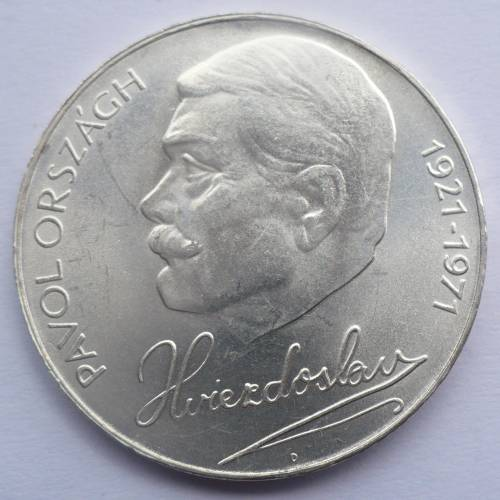 PAVOL ORSZÁGH
1921-1971
Hviezdoslav
D